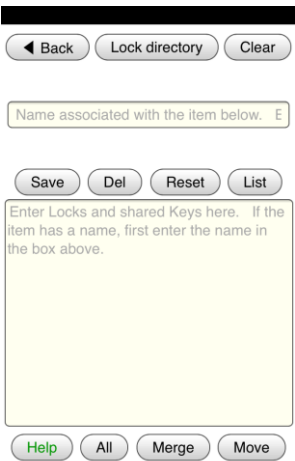 Back Lock directory Clear
Name associated with the item below. E
Save Del Reset List
Enter Locks and shared Keys here. If the
item has a name, first enter the name in
the box above.
Help All Merge Move